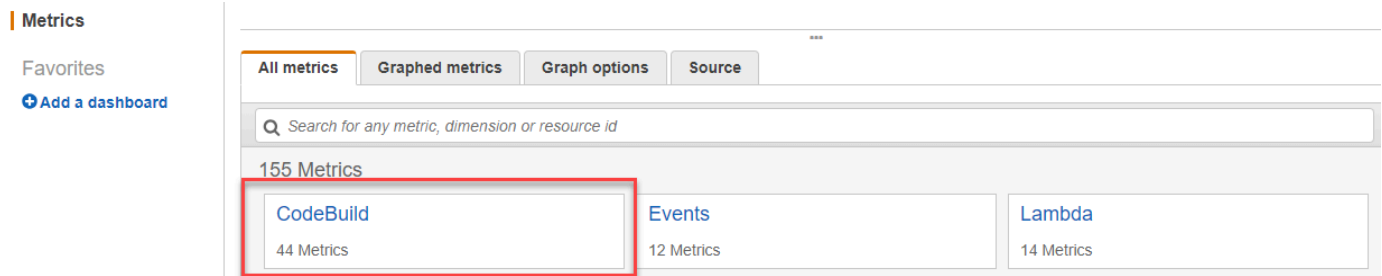 Metrics
Favorites
Add a dashboard
All metrics Graphed metrics Graph options Source
Search for any metric, dimension or resource id
155 Metrics
CodeBuild Events Lambda
44 Metrics 12 Metrics 14 Metrics